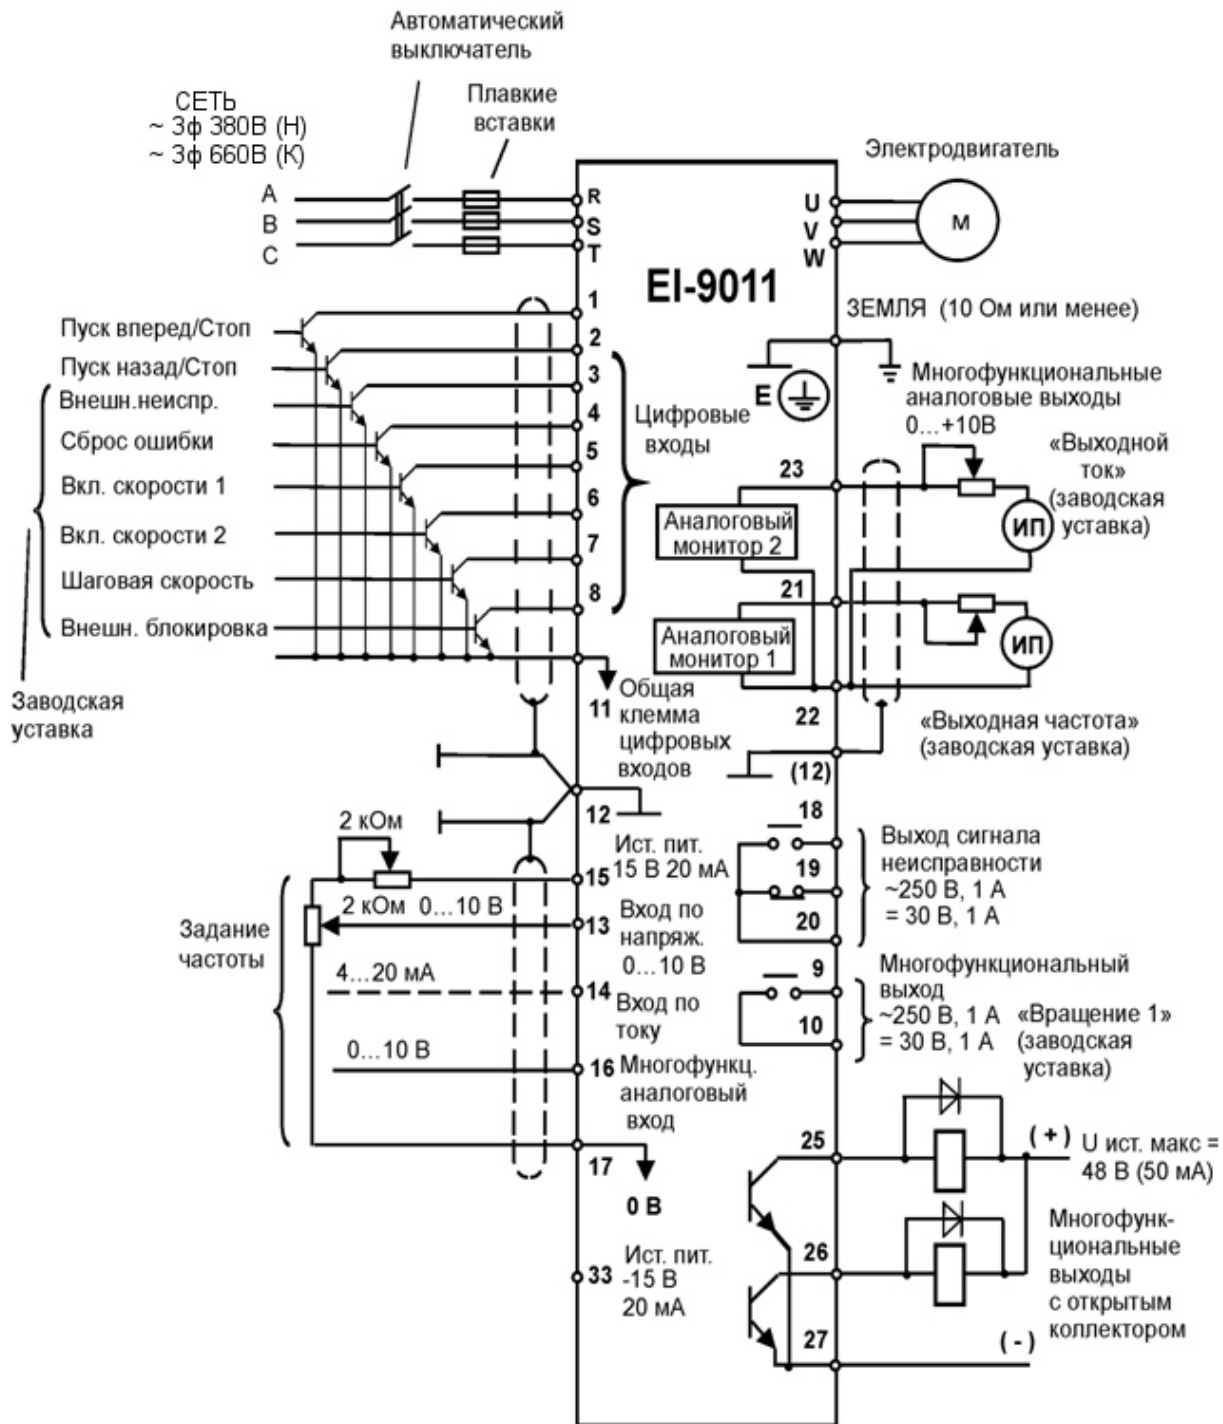 Автоматический
выключатель
СЕТЬ
~ 3ф 380В (Н)
~ 3ф 660В (К)
Плавкие
вставки
Электродвигатель
A
B
C
R
S
T
U
V
W
М
EI-9011
ЗЕМЛЯ (10 Ом или менее)
E
Пуск вперед/Стоп
Пуск назад/Стоп
Внешн.неиспр.
Сброс ошибки
Вкл. скорости 1
Вкл. скорости 2
Шаговая скорость
Внешн. блокировка
Заводская
уставка
1
2
3
4
5
6
7
8
Цифровые
входы
11
Общая
клемма
цифровых
входов
12
Многофункциональные
аналоговые выходы
0...+10В
«Выходной
ток»
(заводская
уставка)
23
Аналоговый
монитор 2
ИП
21
Аналоговый
монитор 1
ИП
22
«Выходная частота»
(заводская уставка)
(12)
2 кОм
2 кОм 0...10 В
Задание
частоты
4...20 мА
0...10 В
15
Ист. пит.
15 В 20 мА
13
Вход по
напряж.
0...10 В
14
Вход по
току
16
Многофункц.
аналоговый
вход
17
0 В
33
Ист. пит.
-15 В
20 мА
18
19
20
Выход сигнала
неисправности
~250 В, 1 А
= 30 В, 1 А
9
10
Многофункциональный
выход
~250 В, 1 А
= 30 В, 1 А
«Вращение 1»
(заводская
уставка)
25
(+)
U ист. макс =
48 В (50 мА)
26
Многофунк-
циональные
выходы
с открытым
коллектором
27
(-)